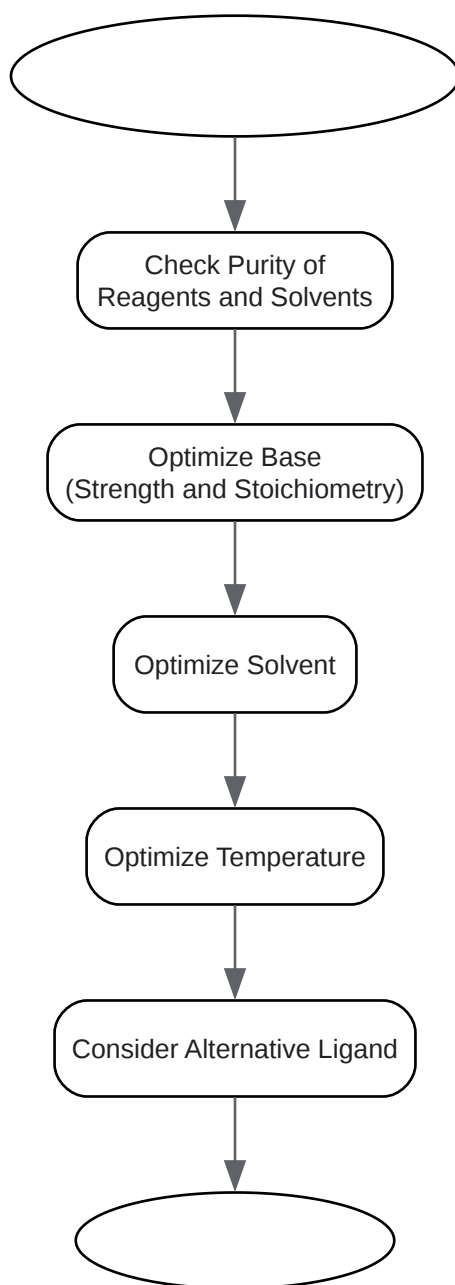 Check Purity of
Reagents and Solvents
Optimize Base
(Strength and Stoichiometry)
Optimize Solvent
Optimize Temperature
Consider Alternative Ligand